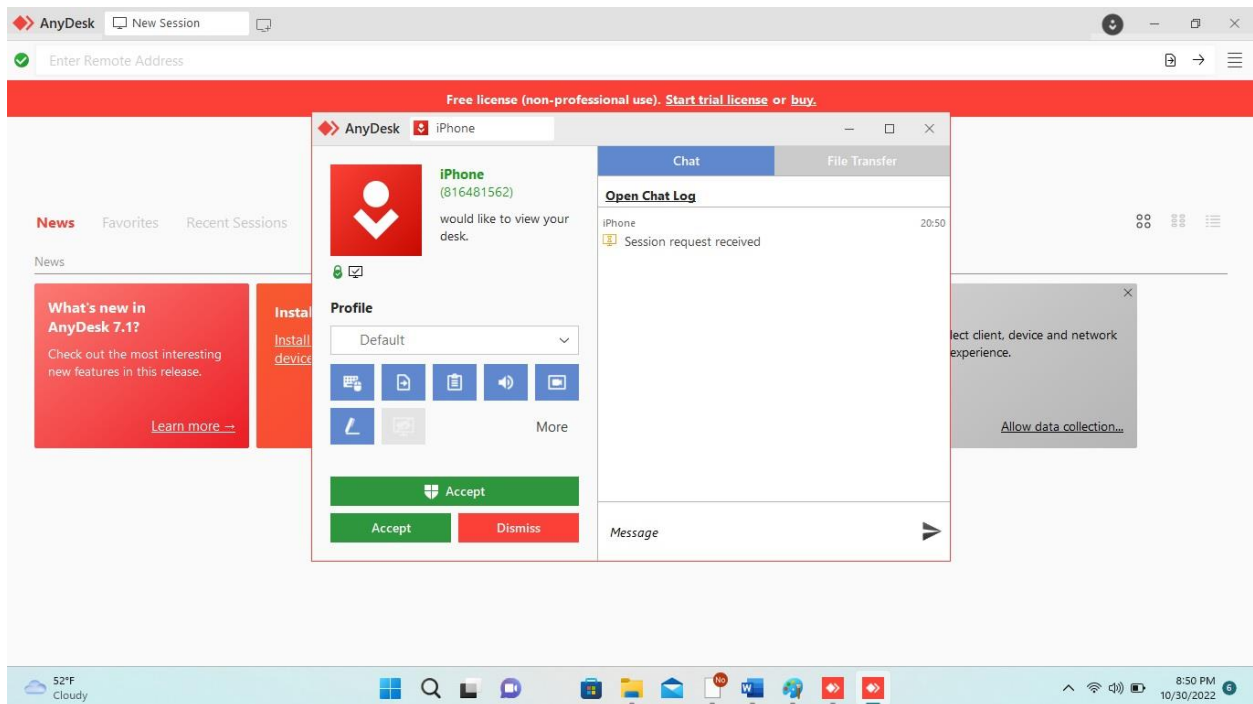 AnyDesk New Session
Enter Remote Address
Free license (non-professional use). Start trial license or buy.
AnyDesk iPhone
iPhone
(816481562)
would like to view your
desk.
Profile
Default
More
Accept
Accept Dismiss
Chat File Transfer
Open Chat Log
iPhone 20:50
Session request received
Message
News Favorites Recent Sessions
News
What's new in
AnyDesk 7.1?
Check out the most interesting
new features in this release.
Learn more →
Instal
Install
device
lect client, device and network
experience.
Allow data collection...
52°F
Cloudy
No
W
8:50 PM
10/30/2022
6